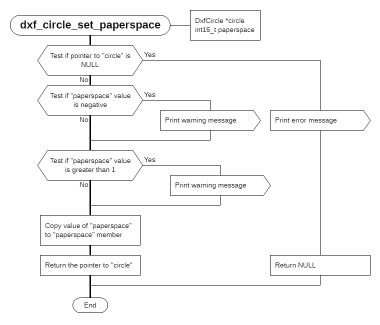 dxf_circle_set_paperspace
DxfCircle *circle
int16_t paperspace
Test if pointer to "circle" is
NULL
Yes
No
Test if "paperspace" value
is negative
Yes
No
Print warning message
Print error message
Test if "paperspace" value
is greater than 1
Yes
No
Print warning message
Copy value of "paperspace"
to "paperspace" member
Return the pointer to "circle"
Return NULL
End